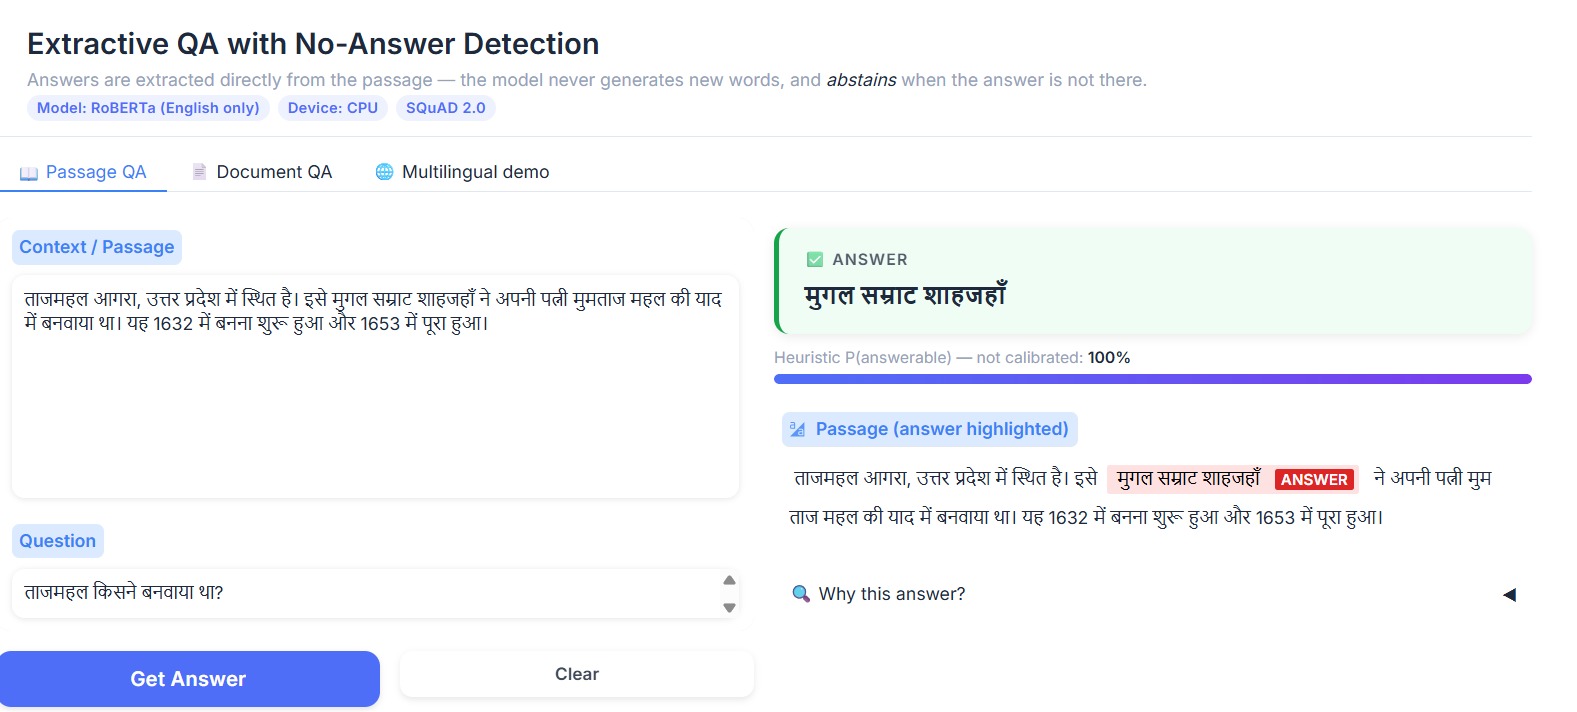 Extractive QA with No-Answer Detection
Answers are extracted directly from the passage — the model never generates new words, and abstains when the answer is not there.
Model: RoBERTa (English only) Device: CPU SQuAD 2.0
Passage QA Document QA Multilingual demo
Context / Passage
ताजमहल आगरा, उत्तर प्रदेश में स्थित है। इसे मुगल सम्राट शाहजहाँ ने अपनी पत्नी मुमताज महल की याद
में बनवाया था। यह 1632 में बनना शुरू हुआ और 1653 में पूरा हुआ।
Question
ताजमहल किसने बनवाया था?
Get Answer Clear
ANSWER
मुगल सम्राट शाहजहाँ
Heuristic P(answerable) — not calibrated: 100%
Passage (answer highlighted)
ताजमहल आगरा, उत्तर प्रदेश में स्थित है। इसे मुगल सम्राट शाहजहाँ ANSWER ने अपनी पत्नी मुम
ताज महल की याद में बनवाया था। यह 1632 में बनना शुरू हुआ और 1653 में पूरा हुआ।
Why this answer?